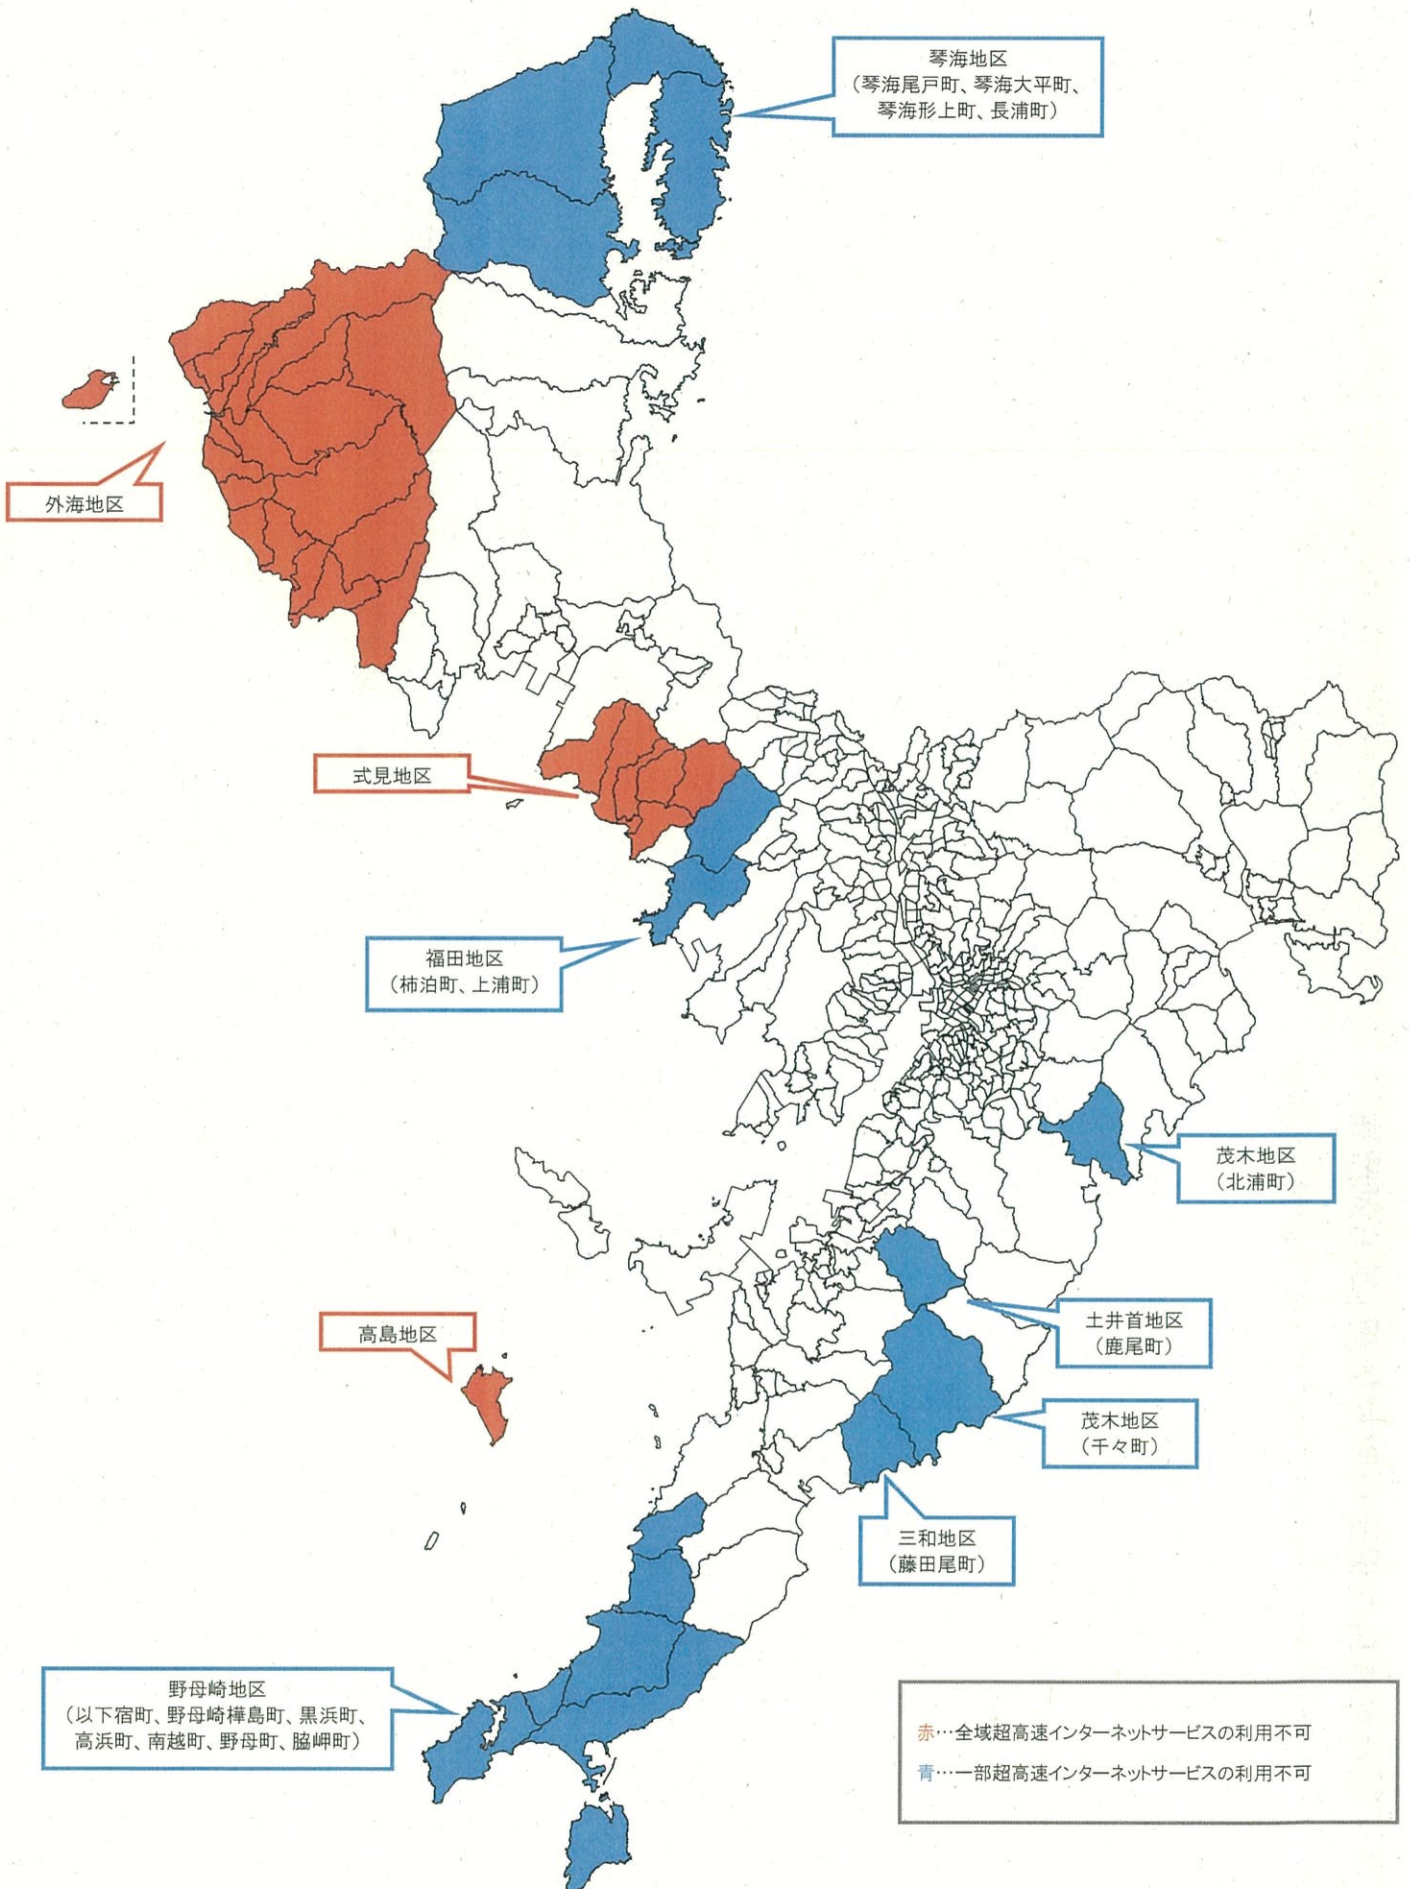 琴海地区
（琴海尾戸町、琴海大平町、
琴海形上町、長浦町）
外海地区
式見地区
福田地区
（柿泊町、上浦町）
茂木地区
（北浦町）
土井首地区
（鹿尾町）
高島地区
茂木地区
（千々町）
三和地区
（藤田尾町）
野母崎地区
（以下宿町、野母崎樺島町、黒浜町、
高浜町、南越町、野母町、脇岬町）
赤…全域超高速インターネットサービスの利用不可
青…一部超高速インターネットサービスの利用不可